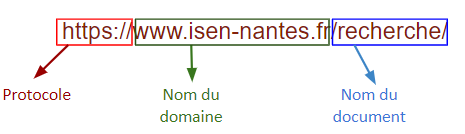 https://www.isen-nantes.fr/recherche/
Protocole
Nom du
domaine
Nom du
document